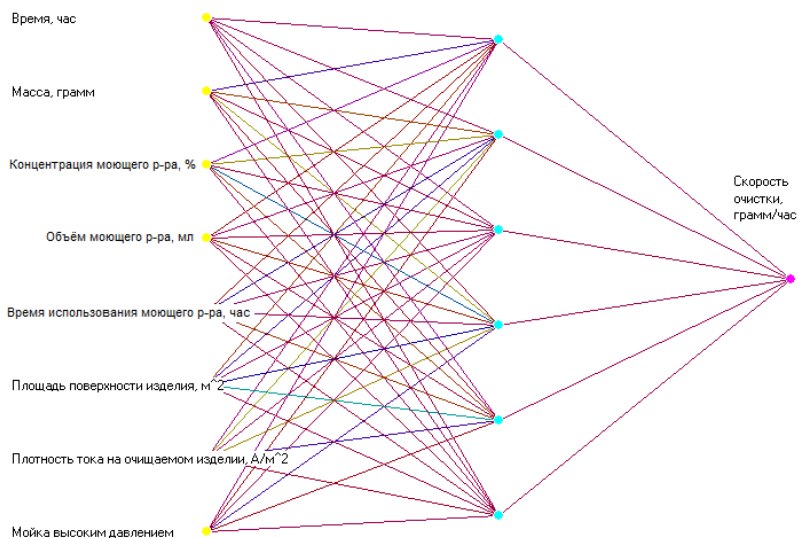 Время, час
Масса, грамм
Концентрация моющего р-ра, %
Объём моющего р-ра, мл
Время использования моющего р-ра, час
Площадь поверхности изделия, м^2
Плотность тока на очищаемом изделии, А/м^2
Мойка высоким давлением
Скорость
очистки,
грамм/час